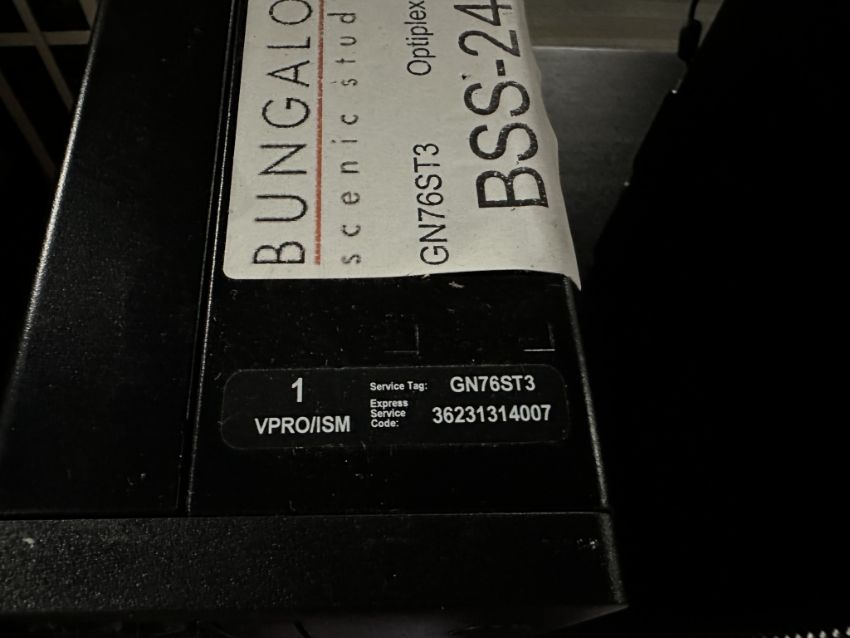 BUNGALO
scenic stud
GN76ST3 Optiplex
BSS-24
1
VPRO/ISM
Service Tag: GN76ST3
Express
Service
Code: 36231314007